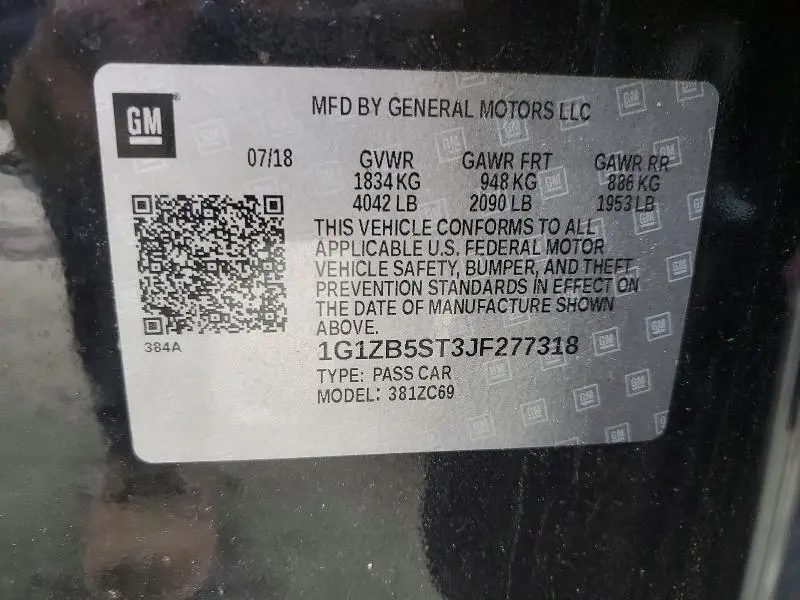 GM
MFD BY GENERAL MOTORS LLC
07/18 GVWR GAWR FRT GAWR RR
1834 KG 948 KG 886 KG
4042 LB 2090 LB 1953 LB
THIS VEHICLE CONFORMS TO ALL
APPLICABLE U.S. FEDERAL MOTOR
VEHICLE SAFETY, BUMPER, AND THEFT
PREVENTION STANDARDS IN EFFECT ON
THE DATE OF MANUFACTURE SHOWN
ABOVE.
384A
1G1ZB5ST3JF277318
TYPE: PASS CAR
MODEL: 381ZC69